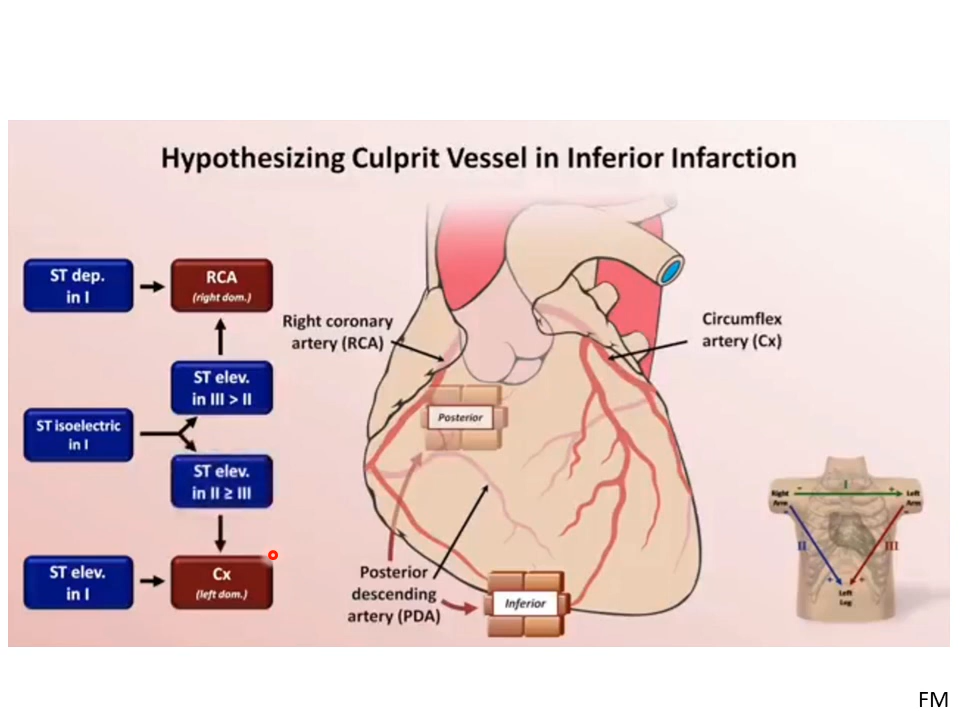 Hypothesizing Culprit Vessel in Inferior Infarction
ST dep.
in I
RCA
(right dom.)
ST elev.
in III > II
ST isoelectric
in I
ST elev.
in II ≥ III
ST elev.
in I
Cx
(left dom.)
Right coronary
artery (RCA)
Circumflex
artery (Cx)
Posterior
Posterior
descending
artery (PDA)
Inferior
Right
Arm
-
I
+
Left
Arm
-
-
II
III
+
+
Left
Leg
FM